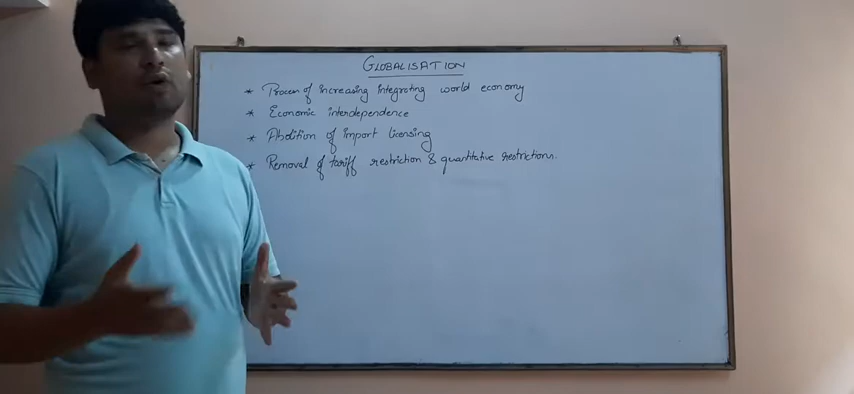 GLOBALISATION
* Process of increasing integrating world economy
* Economic interdependence
* Abolition of import licensing
* Removal of tariff restriction & quantitative restrictions.